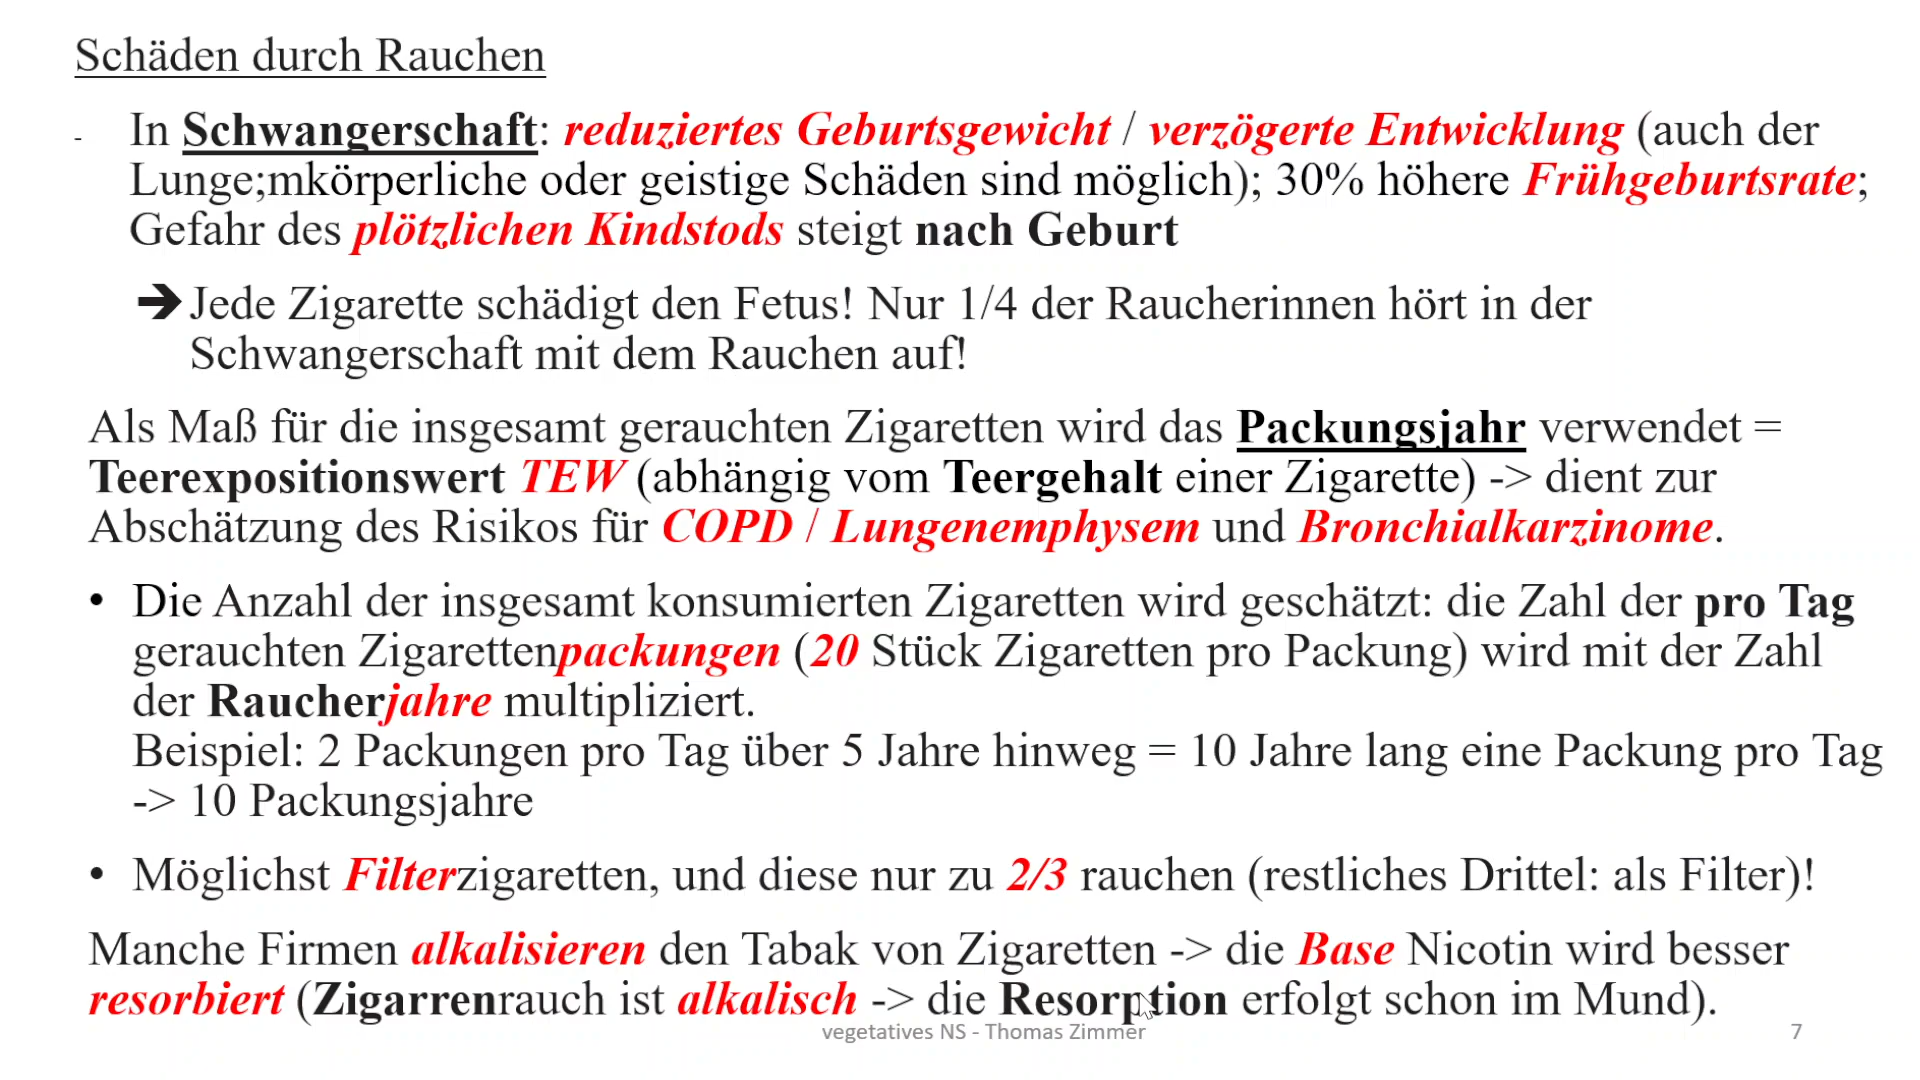 Schäden durch Rauchen
- In Schwangerschaft: reduziertes Geburtsgewicht / verzögerte Entwicklung (auch der
Lunge;mkörperliche oder geistige Schäden sind möglich); 30% höhere Frühgeburtsrate;
Gefahr des plötzlichen Kindstods steigt nach Geburt
➔ Jede Zigarette schädigt den Fetus! Nur 1/4 der Raucherinnen hört in der
Schwangerschaft mit dem Rauchen auf!
Als Maß für die insgesamt gerauchten Zigaretten wird das Packungsjahr verwendet =
Teerexpositionswert TEW (abhängig vom Teergehalt einer Zigarette) -> dient zur
Abschätzung des Risikos für COPD / Lungenemphysem und Bronchialkarzinome.
• Die Anzahl der insgesamt konsumierten Zigaretten wird geschätzt: die Zahl der pro Tag
gerauchten Zigarettenpackungen (20 Stück Zigaretten pro Packung) wird mit der Zahl
der Raucherjahre multipliziert.
Beispiel: 2 Packungen pro Tag über 5 Jahre hinweg = 10 Jahre lang eine Packung pro Tag
-> 10 Packungsjahre
• Möglichst Filterzigaretten, und diese nur zu 2/3 rauchen (restliches Drittel: als Filter)!
Manche Firmen alkalisieren den Tabak von Zigaretten -> die Base Nicotin wird besser
resorbiert (Zigarrenrauch ist alkalisch -> die Resorption erfolgt schon im Mund).
vegetatives NS - Thomas Zimmer
7